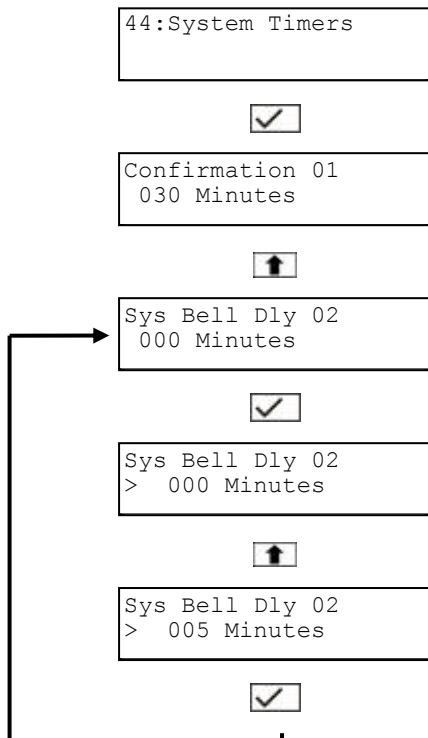 44:System Timers
Confirmation 01
030 Minutes
Sys Bell Dly 02
000 Minutes
Sys Bell Dly 02
> 000 Minutes
Sys Bell Dly 02
> 005 Minutes